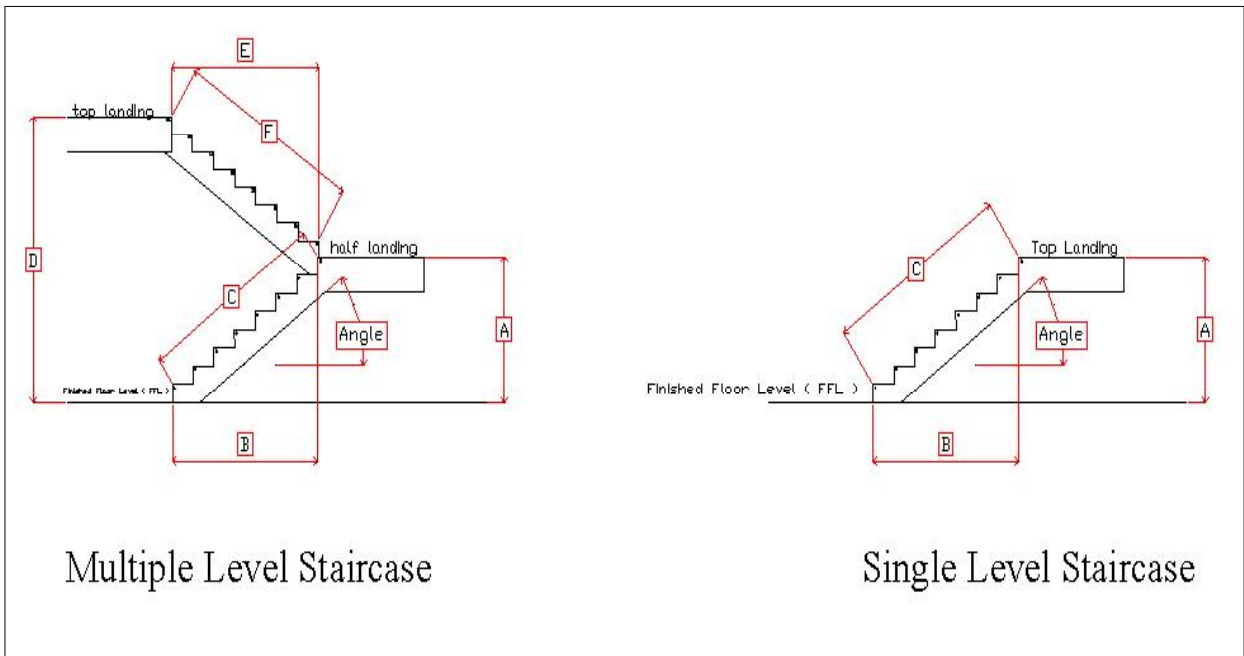 E
top landing
F
half landing
D
C
A
Angle
Finished Floor Level ( FFL )
B
Multiple Level Staircase
C
Top Landing
A
Angle
Finished Floor Level ( FFL )
B
Single Level Staircase